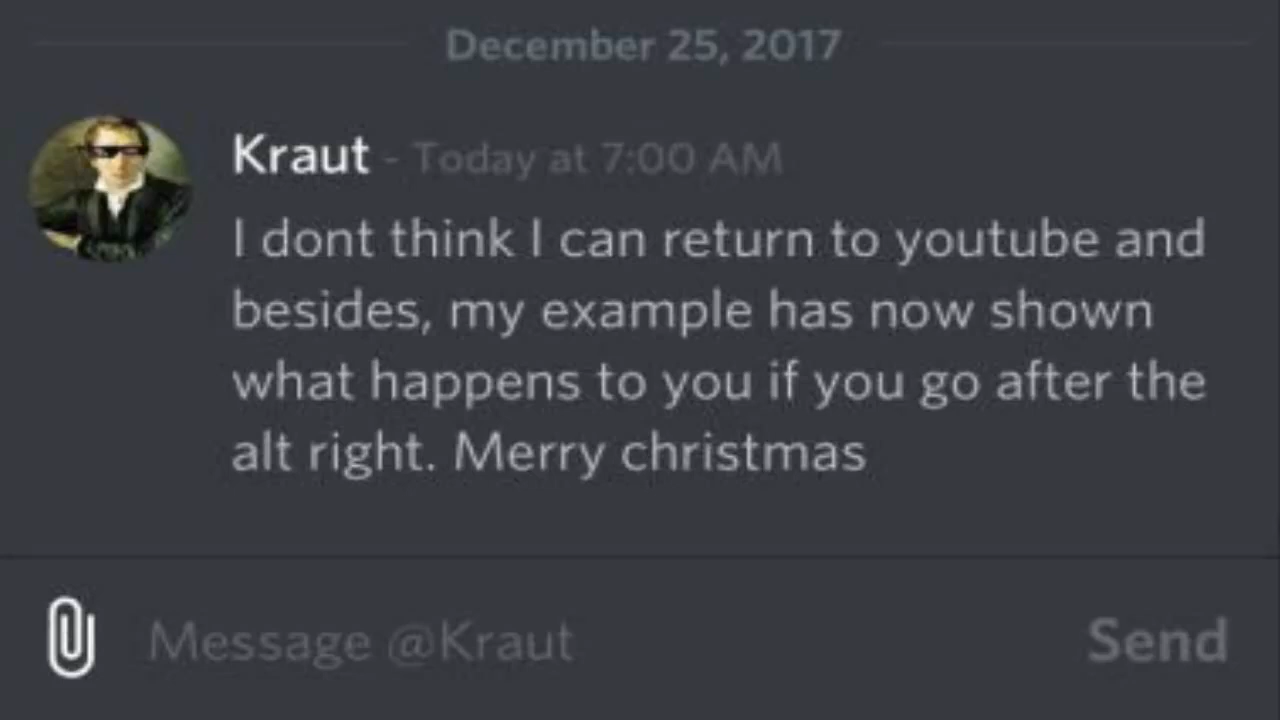 December 25, 2017
Kraut - Today at 7:00 AM
I dont think I can return to youtube and
besides, my example has now shown
what happens to you if you go after the
alt right. Merry christmas
Message @Kraut
Send